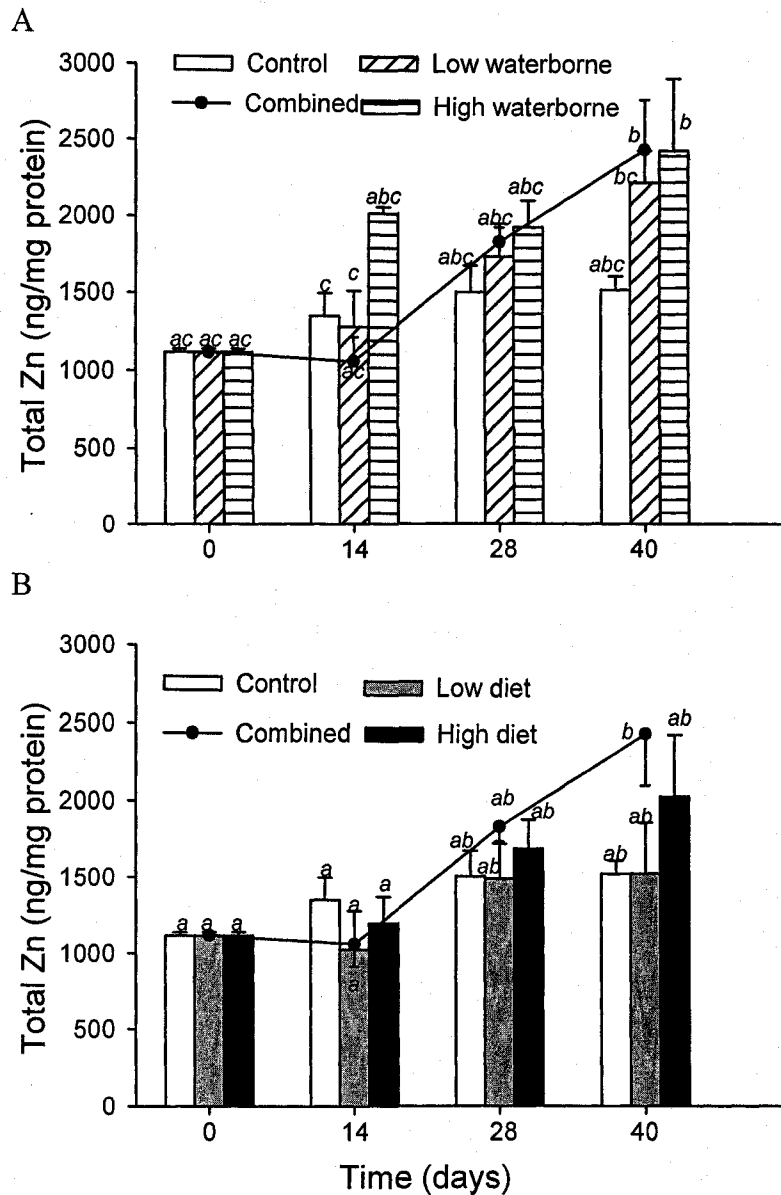 A
3000
Control
Low waterborne
Combined
High waterborne
2500
2000
1500
1000
500
0
Total Zn (ng/mg protein)
ac ac ac
c
c
ac
abc
abc
abc
abc
abc
b
bc
b
0 14 28 40
B
3000
Control
Low diet
Combined
High diet
2500
2000
1500
1000
500
0
Total Zn (ng/mg protein)
a a a
a
a
a
a
ab
ab
ab
ab
ab
b
ab
ab
0 14 28 40
Time (days)